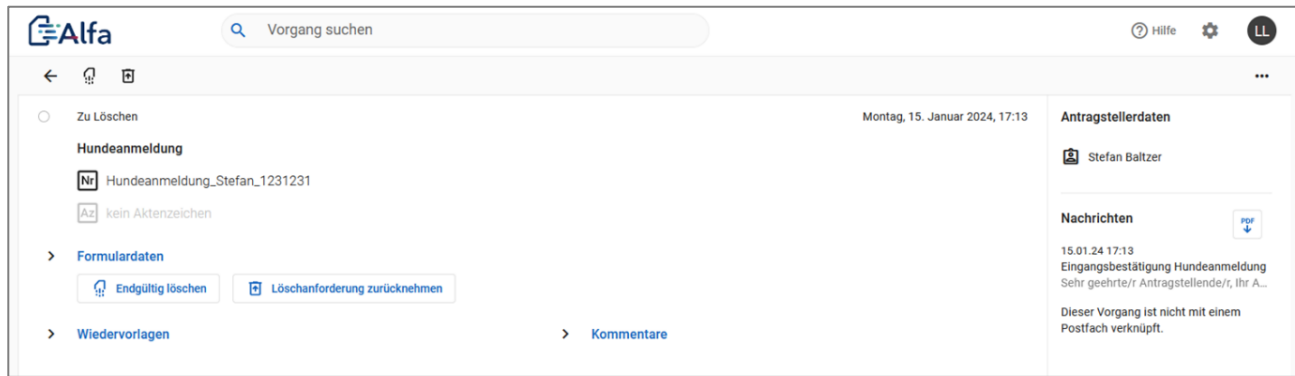 Alfa
Vorgang suchen
Hilfe
LL
Zu Löschen
Montag, 15. Januar 2024, 17:13
Hundeanmeldung
Nr Hundeanmeldung_Stefan_1231231
Az kein Aktenzeichen
Formulardaten
Endgültig löschen
Löschanforderung zurücknehmen
Wiedervorlagen
Kommentare
Antragstellerdaten
Stefan Baltzer
Nachrichten
PDF
15.01.24 17:13
Eingangsbestätigung Hundeanmeldung
Sehr geehrte/r Antragstellende/r, Ihr A...
Dieser Vorgang ist nicht mit einem
Postfach verknüpft.